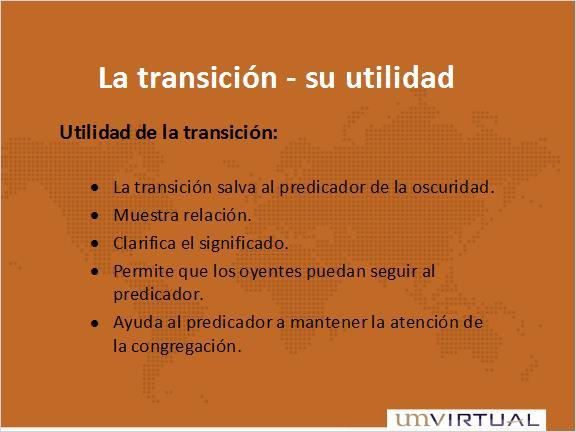 La transición - su utilidad
Utilidad de la transición:
• La transición salva al predicador de la oscuridad.
• Muestra relación.
• Clarifica el significado.
• Permite que los oyentes puedan seguir al
predicador.
• Ayuda al predicador a mantener la atención de
la congregación.
umVIRTUAL